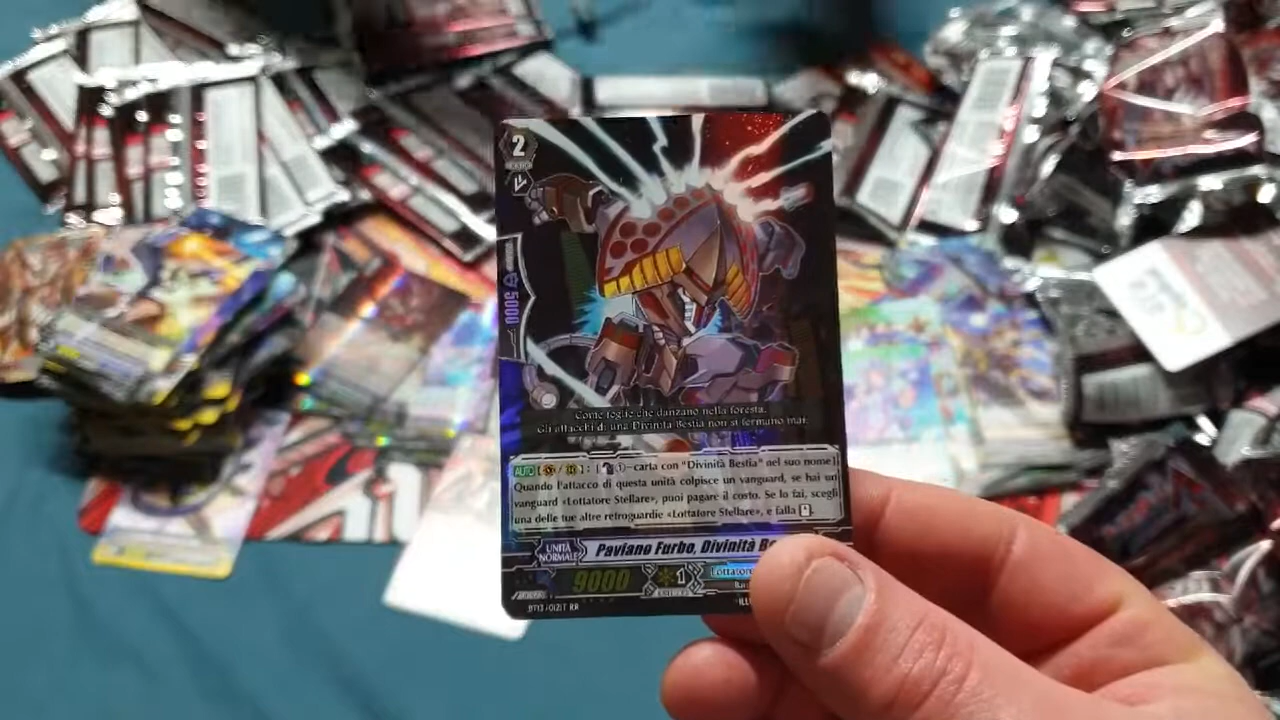 2
5000
Come foglie che danzano nella foresta.
Gli attacchi di una Divinità Bestia non si fermano mai.
AUTO [ / ] : [ ①—carta con "Divinità Bestia" nel suo nome]
Quando l'attacco di questa unità colpisce un vanguard, se hai un
vanguard «Lottatore Stellare», puoi pagare il costo. Se lo fai, scegli
una delle tue altre retroguardie «Lottatore Stellare», e falla .
UNITÀ
NORMALE
Paviano Furbo, Divinità Be
9000
1
Lottatore
BT13/012IT RR